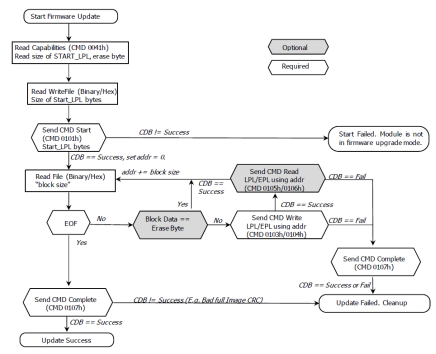 Start Firmware Update
Read Capabilities (CMD 0041h)
Read size of START_LPL, erase byte
Optional
Required
Read WriteFile (Binary/Hex)
Size of Start_LPL bytes
Send CMD Start
(CMD 0101h)
Start_LPL bytes
CDB != Success
Start Failed. Module is not
in firmware upgrade mode.
CDB == Success, set addr = 0,
Read File (Binary/Hex)
"block size"
addr += block size
CDB ==
Success
Send CMD Read
LPL/EPL using addr
(CMD 0105h/0106h)
CDB == Fail
Yes
CDB == Success
EOF
No
Block Data ==
Erase Byte
No
Send CMD Write
LPL/EPL using addr
(CMD 0103h/0104h)
CDB == Fail
Yes
Send CMD Complete
(CMD 0107h)
CDB == Success or Fail
Send CMD Complete
(CMD 0107h)
CDB != Success (E.g. Bad full Image CRC)
Update Failed. Cleanup
CDB == Success
Update Success